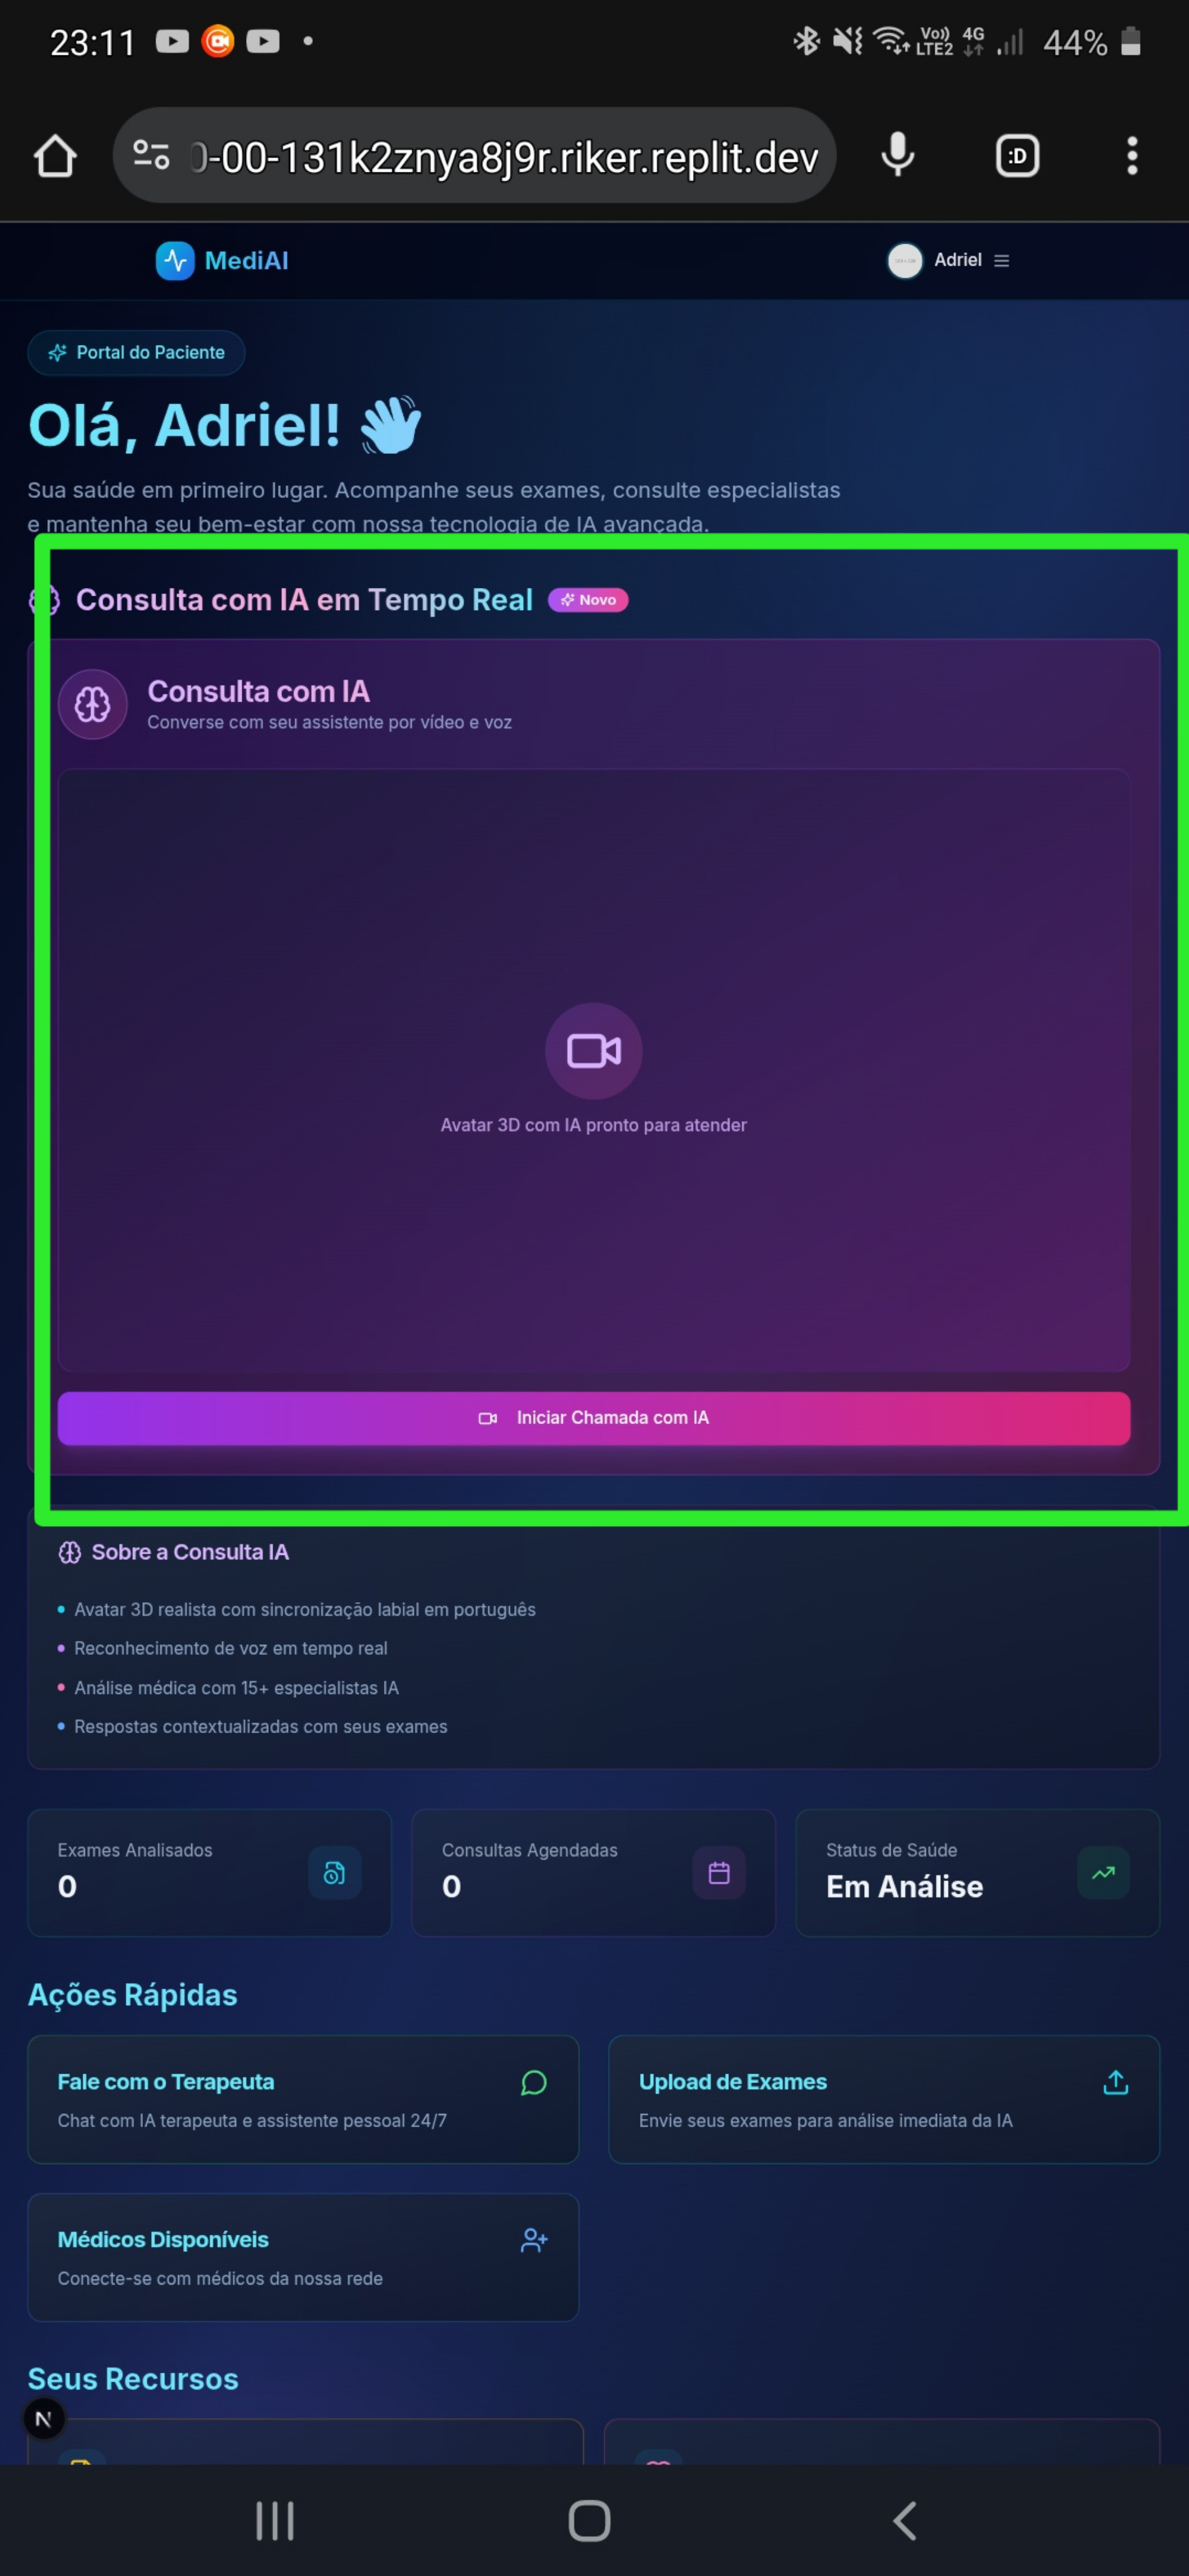 23:11
Vo)) LTE2 4G 44%
0-00-131k2znya8j9r.riker.replit.dev
:D
MediAI
Adriel
Portal do Paciente
Olá, Adriel! 👋
Sua saúde em primeiro lugar. Acompanhe seus exames, consulte especialistas
e mantenha seu bem-estar com nossa tecnologia de IA avançada.
Consulta com IA em Tempo Real
Novo
Consulta com IA
Converse com seu assistente por vídeo e voz
Avatar 3D com IA pronto para atender
Iniciar Chamada com IA
Sobre a Consulta IA
• Avatar 3D realista com sincronização labial em português
• Reconhecimento de voz em tempo real
• Análise médica com 15+ especialistas IA
• Respostas contextualizadas com seus exames
Exames Analisados
0
Consultas Agendadas
0
Status de Saúde
Em Análise
Ações Rápidas
Fale com o Terapeuta
Chat com IA terapeuta e assistente pessoal 24/7
Upload de Exames
Envie seus exames para análise imediata da IA
Médicos Disponíveis
Conecte-se com médicos da nossa rede
Seus Recursos
N